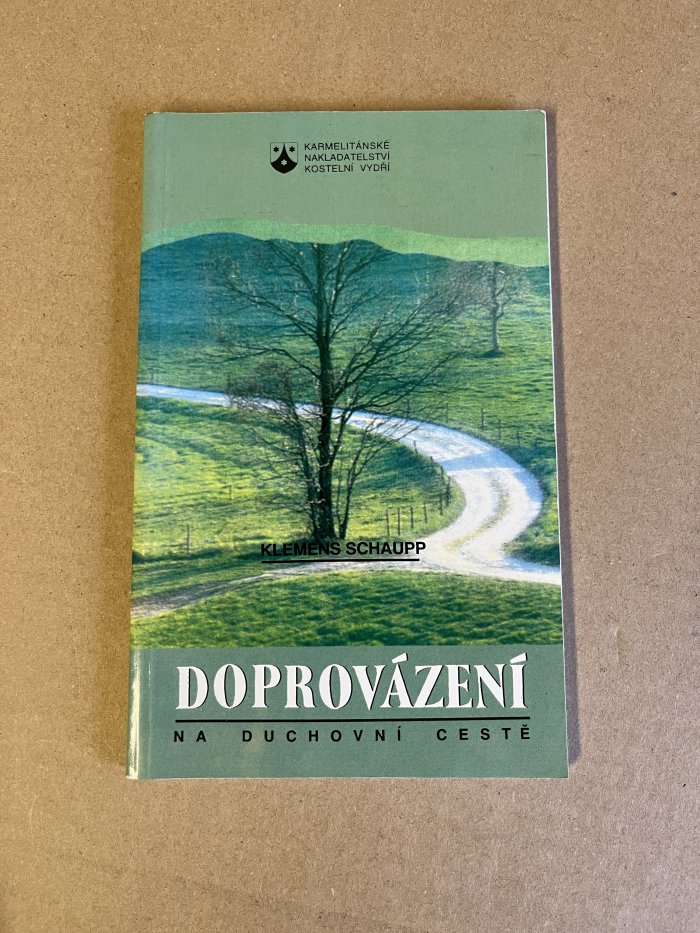 KARMELITÁNSKÉ
NAKLADATELSTVÍ
KOSTELNÍ VYDŘÍ
KLEMENS SCHAUPP
DOPROVÁZENÍ
NA DUCHOVNÍ CESTĚ